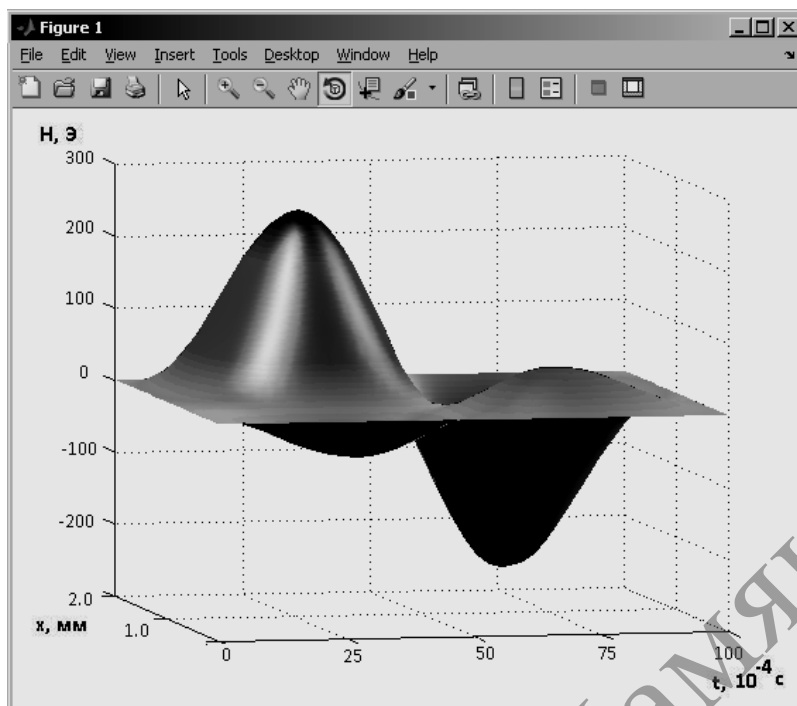 Figure 1
File Edit View Insert Tools Desktop Window Help
H, Э
300
200
100
0
-100
-200
2.0
x, мм
1.0
0 25 50 75 100
t, 10⁻⁴ c